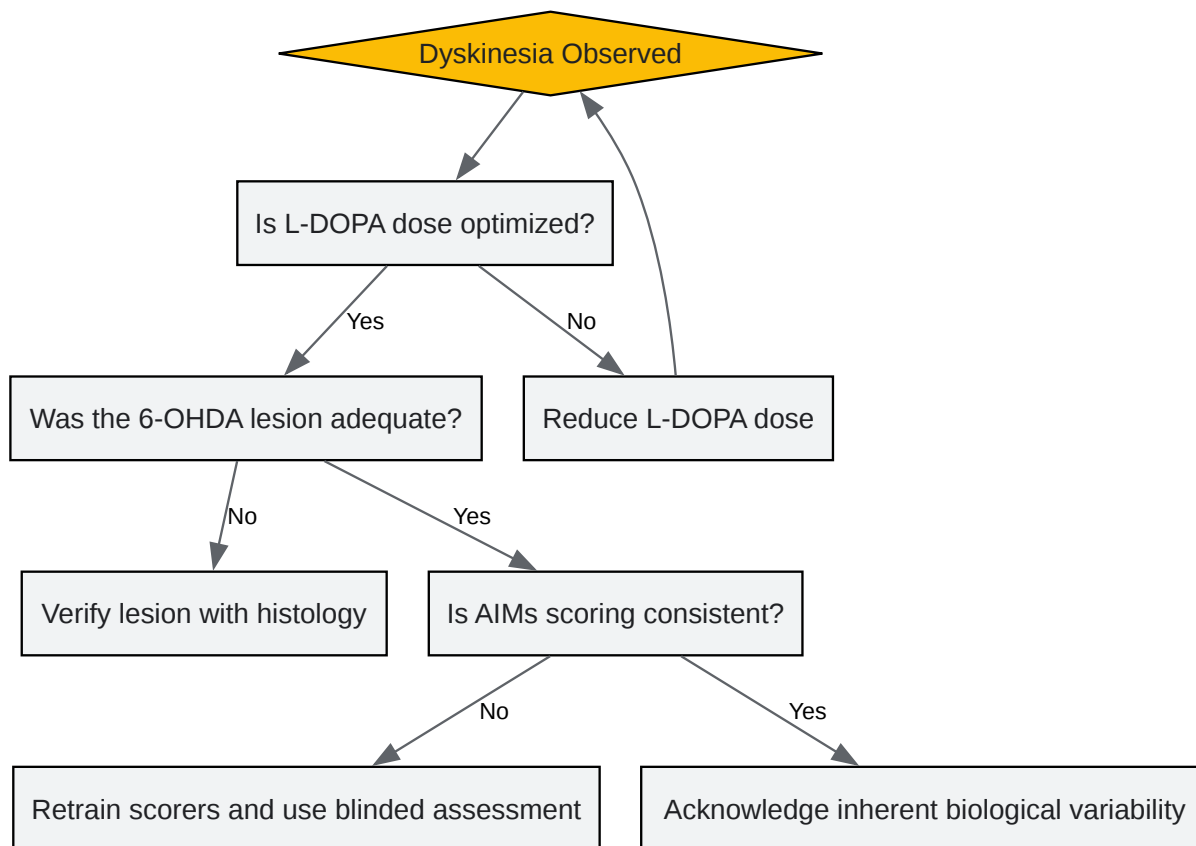 Dyskinesia Observed
Is L-DOPA dose optimized?
Yes
No
Was the 6-OHDA lesion adequate?
Reduce L-DOPA dose
No
Yes
Verify lesion with histology
Is AIMs scoring consistent?
No
Yes
Retrain scorers and use blinded assessment
Acknowledge inherent biological variability